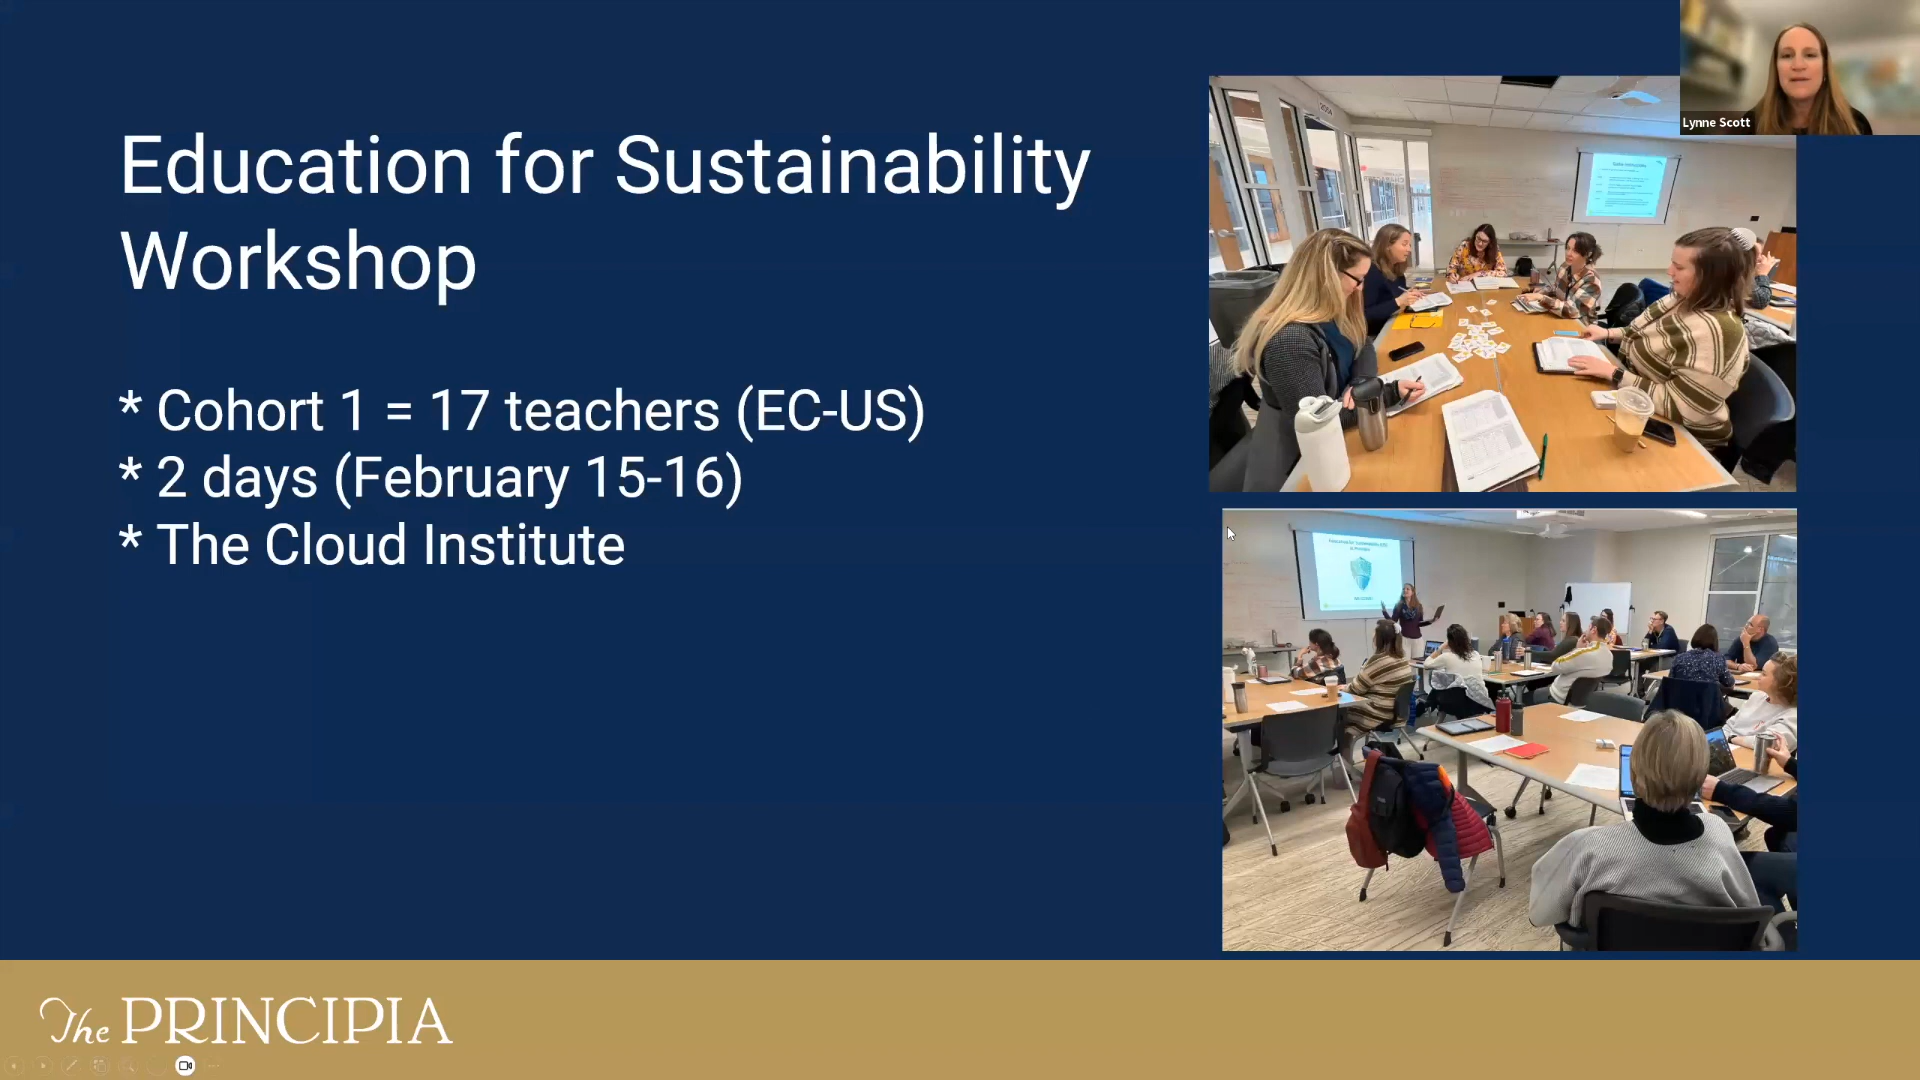 Education for Sustainability
Workshop
* Cohort 1 = 17 teachers (EC-US)
* 2 days (February 15-16)
* The Cloud Institute
Lynne Scott
The PRINCIPIA